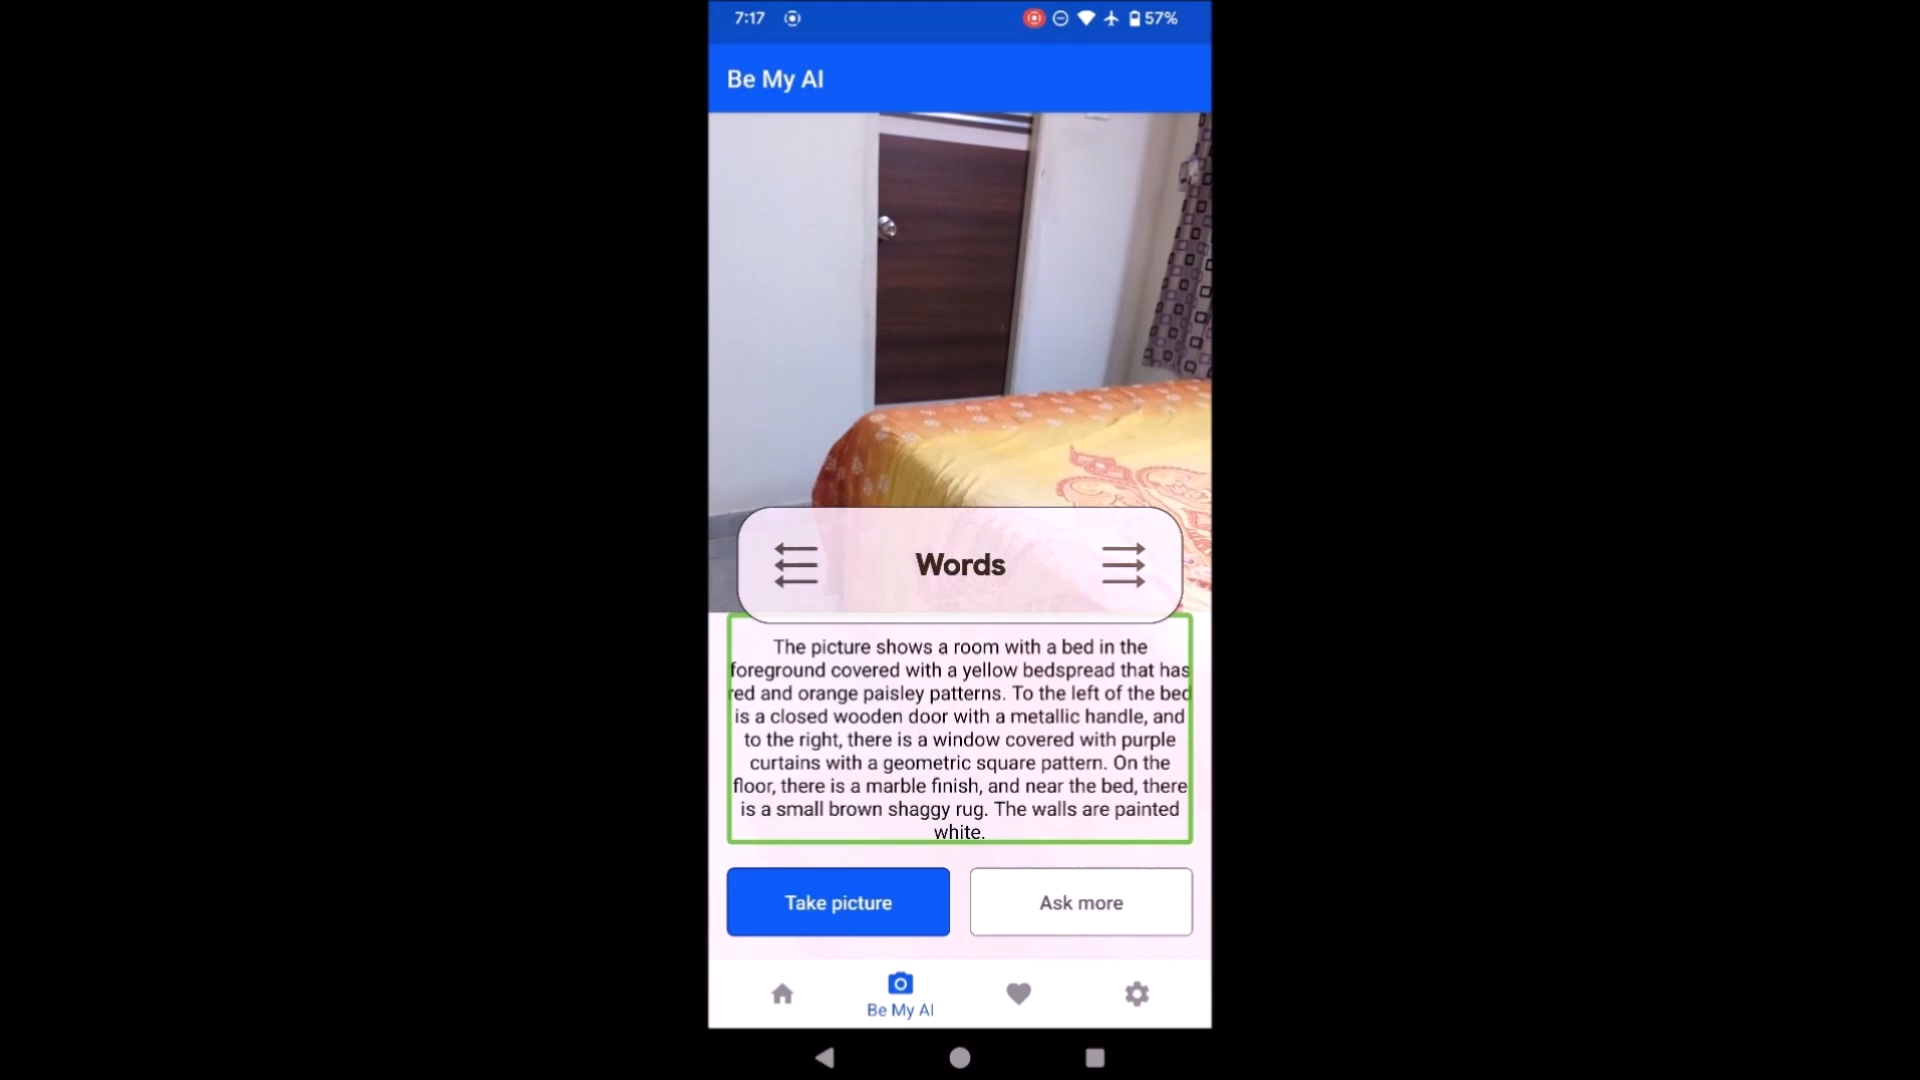 7:17
57%
Be My AI
Words
The picture shows a room with a bed in the
foreground covered with a yellow bedspread that has
red and orange paisley patterns. To the left of the bed
is a closed wooden door with a metallic handle, and
to the right, there is a window covered with purple
curtains with a geometric square pattern. On the
floor, there is a marble finish, and near the bed, there
is a small brown shaggy rug. The walls are painted
white.
Take picture
Ask more
Be My AI